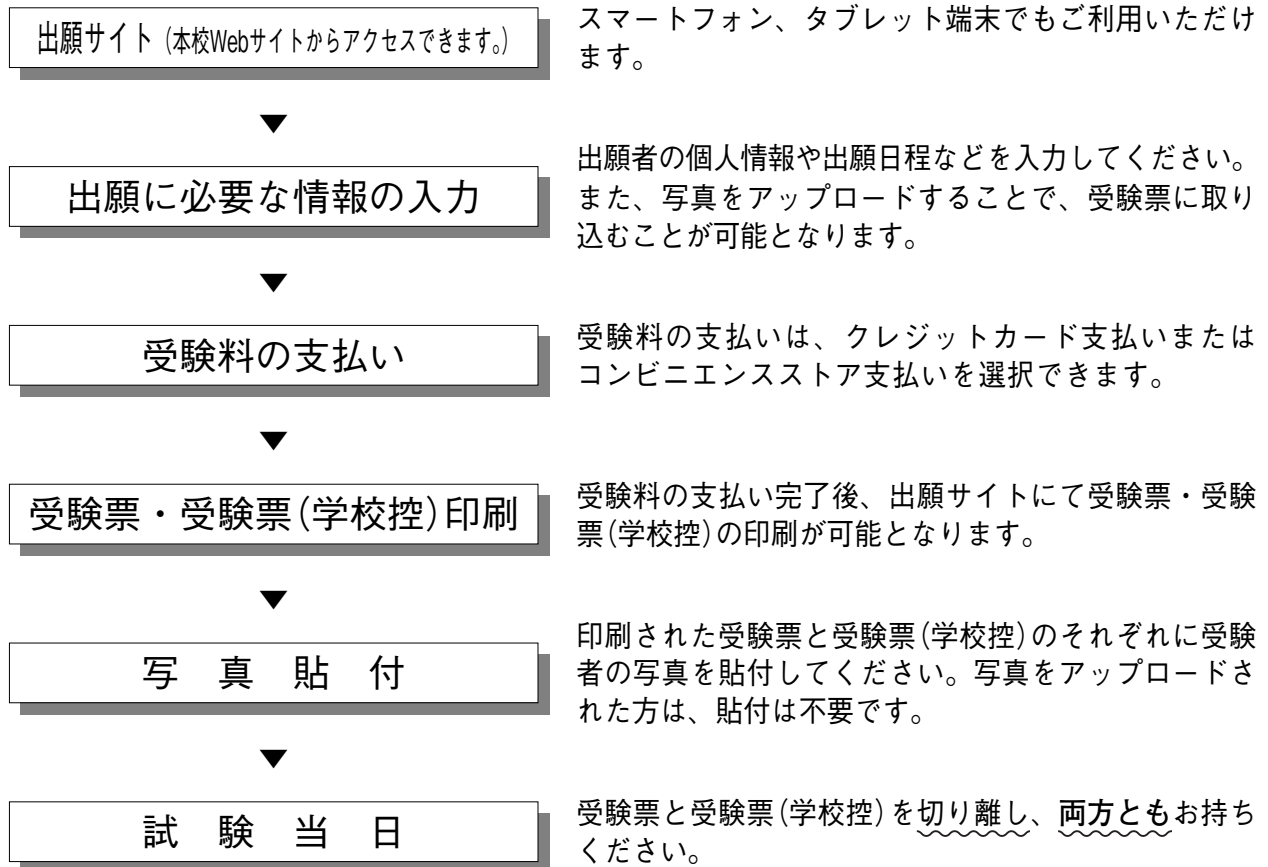 出願サイト(本校Webサイトからアクセスできます。)
スマートフォン、タブレット端末でもご利用いただけ
ます。
▼
出願に必要な情報の入力
出願者の個人情報や出願日程などを入力してください。
また、写真をアップロードすることで、受験票に取り
込むことが可能となります。
▼
受験料の支払い
受験料の支払いは、クレジットカード支払いまたは
コンビニエンスストア支払いを選択できます。
▼
受験票・受験票(学校控)印刷
受験料の支払い完了後、出願サイトにて受験票・受験
票(学校控)の印刷が可能となります。
▼
写 真 貼 付
印刷された受験票と受験票(学校控)のそれぞれに受験
者の写真を貼付してください。写真をアップロードさ
れた方は、貼付は不要です。
▼
試 験 当 日
受験票と受験票(学校控)を切り離し、両方ともお持ち
ください。